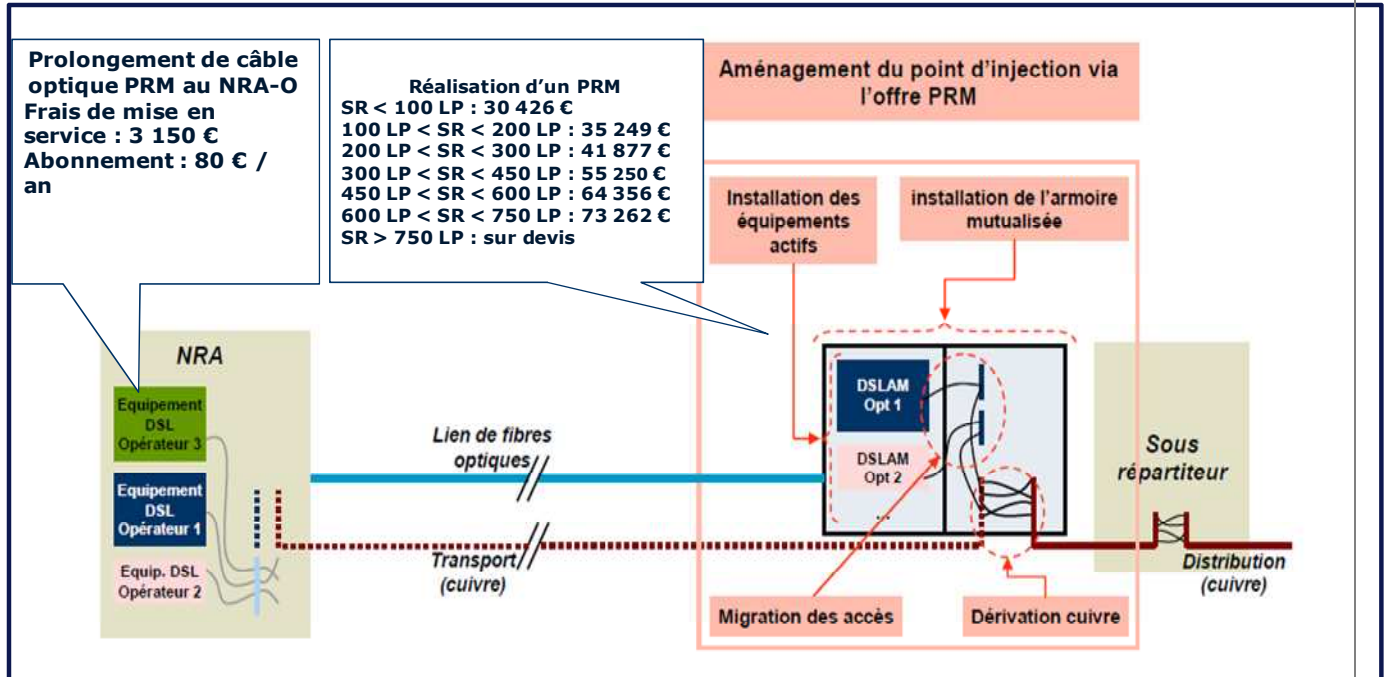 Prolongement de câble
optique PRM au NRA-O
Frais de mise en
service : 3 150 €
Abonnement : 80 € /
an
Réalisation d'un PRM
SR < 100 LP : 30 426 €
100 LP < SR < 200 LP : 35 249 €
200 LP < SR < 300 LP : 41 877 €
300 LP < SR < 450 LP : 55 250 €
450 LP < SR < 600 LP : 64 356 €
600 LP < SR < 750 LP : 73 262 €
SR > 750 LP : sur devis
Aménagement du point d'injection via
l'offre PRM
Installation des
équipements
actifs
installation de l'armoire
mutualisée
NRA
Equipement
DSL
Opérateur 3
Equipement
DSL
Opérateur 1
Equip. DSL
Opérateur 2
Lien de fibres
optiques
Transport
(cuivre)
DSLAM
Opt 1
DSLAM
Opt 2
...
Sous
répartiteur
Distribution
(cuivre)
Migration des accès
Dérivation cuivre